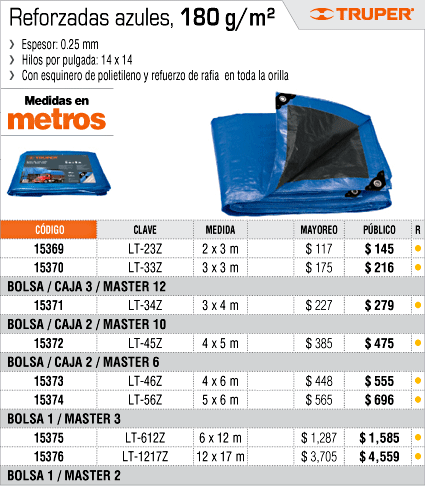 Reforzadas azules, 180 g/m²
TRUPER®
Espesor: 0.25 mm
Hilos por pulgada: 14 x 14
Con esquinero de polietileno y refuerzo de rafia en toda la orilla
Medidas en
metros
TRUPER
CÓDIGO CLAVE MEDIDA MAYOREO PÚBLICO R
15369 LT-23Z 2 x 3 m $ 117 $ 145
15370 LT-33Z 3 x 3 m $ 175 $ 216
BOLSA / CAJA 3 / MASTER 12
15371 LT-34Z 3 x 4 m $ 227 $ 279
BOLSA / CAJA 2 / MASTER 10
15372 LT-45Z 4 x 5 m $ 385 $ 475
BOLSA / CAJA 2 / MASTER 6
15373 LT-46Z 4 x 6 m $ 448 $ 555
15374 LT-56Z 5 x 6 m $ 565 $ 696
BOLSA 1 / MASTER 3
15375 LT-612Z 6 x 12 m $ 1,287 $ 1,585
15376 LT-1217Z 12 x 17 m $ 3,705 $ 4,559
BOLSA 1 / MASTER 2